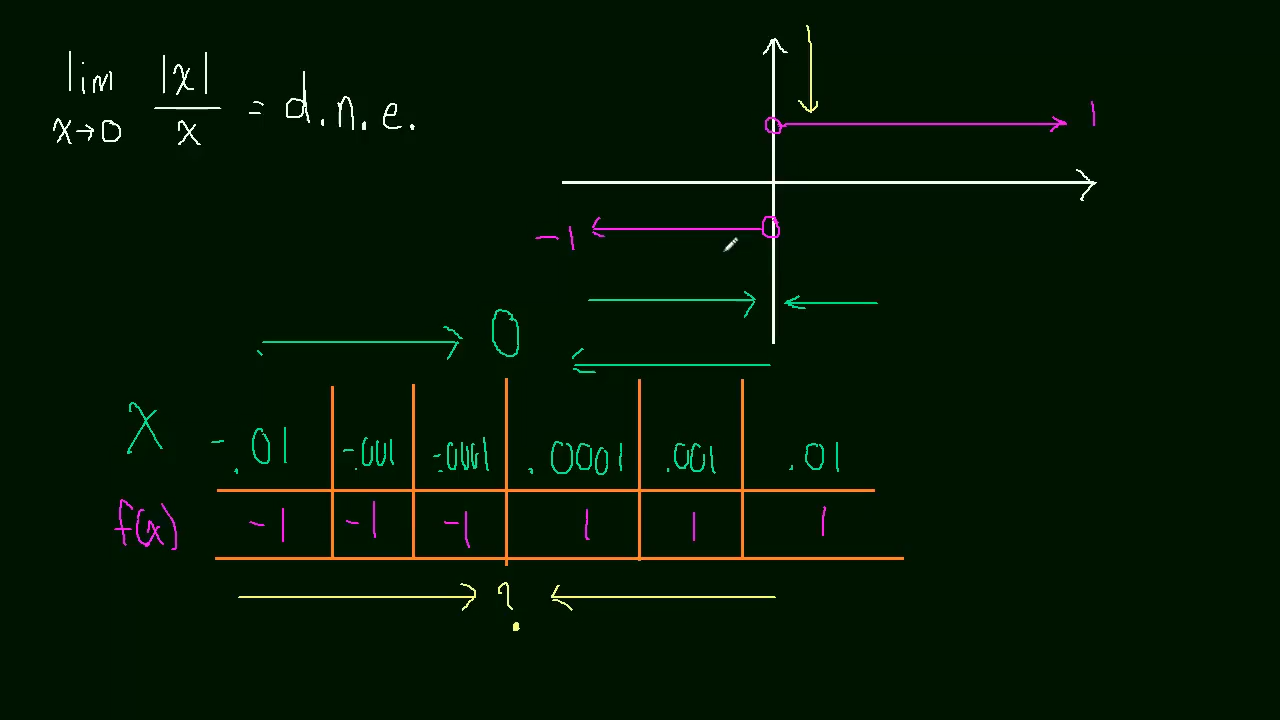 lim x→0 |x|/x = d.n.e.
1
-1
0
x -.01 -.001 -.0001 .0001 .001 .01
f(x) -1 -1 -1 1 1 1
?